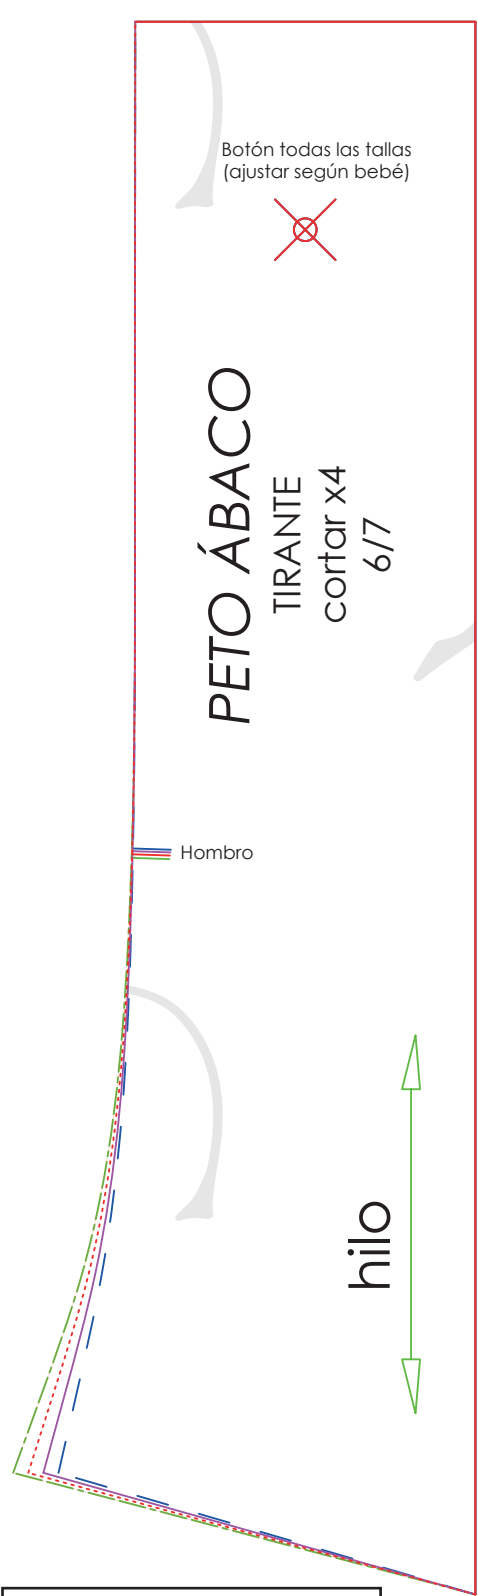 Botón todas las tallas
(ajustar según bebé)
PETO ÁBACO
TIRANTE
cortar x4
6/7
Hombro
hilo